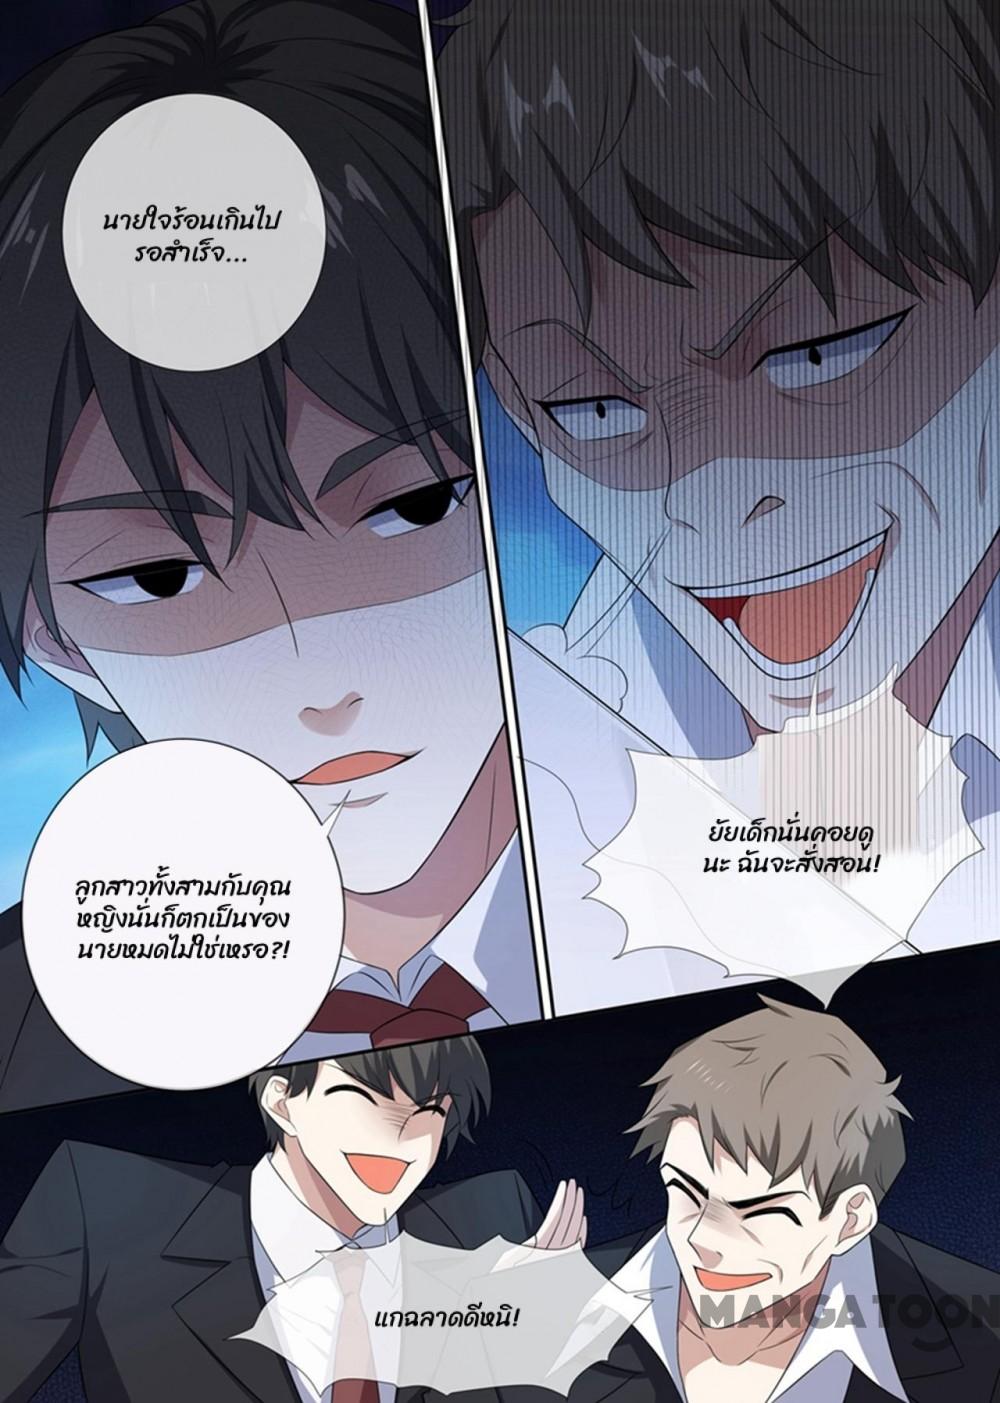 นายใจร้อนเกินไป
รอสำเร็จ...
ลูกสาวทั้งสามกับคุณ
หญิงนั่นก็ตกเป็นของ
นายหมดไม่ใช่เหรอ?!
ยัยเด็กนั่นคอยดู
นะ ฉันจะสั่งสอน!
แกฉลาดดีหนิ!
MANGATOON